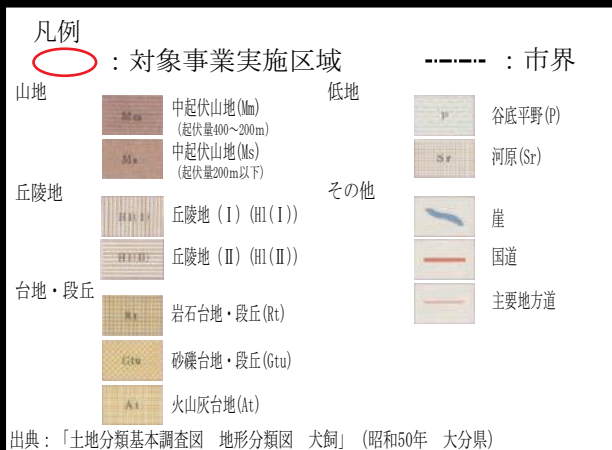 凡例
：対象事業実施区域
：市界
山地
Mm
中起伏山地(Mm)
(起伏量400～200m)
Ms
中起伏山地(Ms)
(起伏量200m以下)
丘陵地
Hl(Ⅰ)
丘陵地（Ⅰ）(Hl(Ⅰ))
Hl(Ⅱ)
丘陵地（Ⅱ）(Hl(Ⅱ))
台地・段丘
Rt
岩石台地・段丘(Rt)
Gtu
砂礫台地・段丘(Gtu)
At
火山灰台地(At)
低地
P
谷底平野(P)
Sr
河原(Sr)
その他
崖
国道
主要地方道
出典：「土地分類基本調査図　地形分類図　犬飼」（昭和50年　大分県）